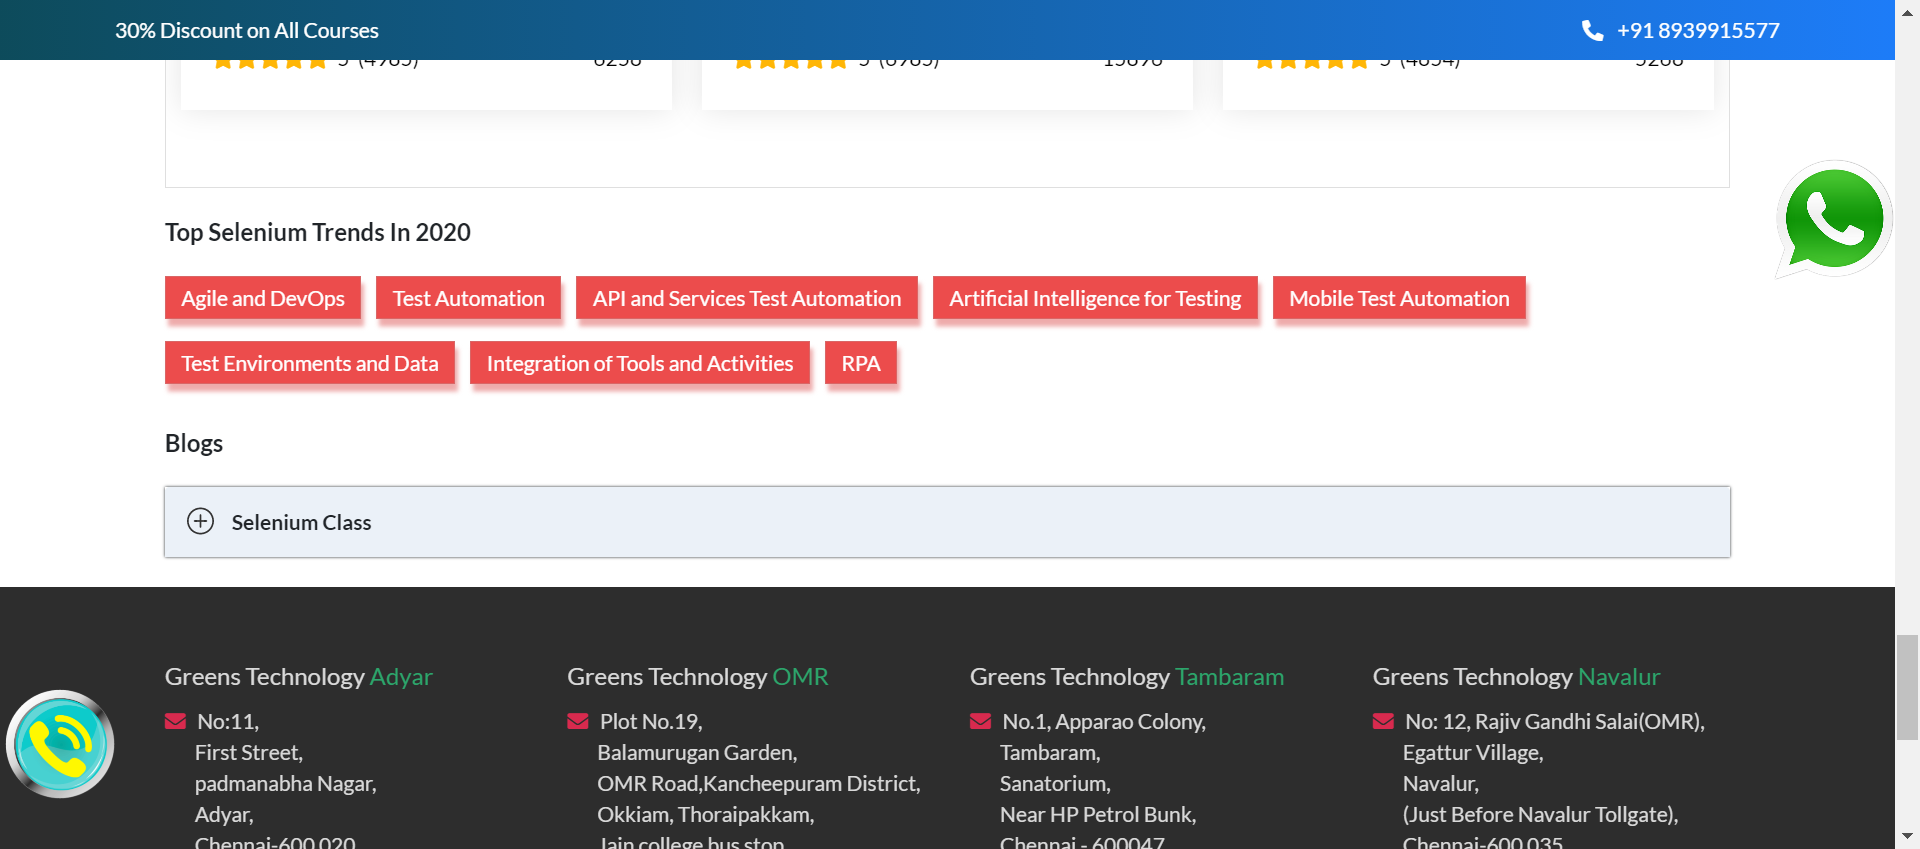 30% Discount on All Courses
+91 8939915577
5 (4985) 6258
5 (6985) 15896
5 (4854) 5268
Top Selenium Trends In 2020
Agile and DevOps
Test Automation
API and Services Test Automation
Artificial Intelligence for Testing
Mobile Test Automation
Test Environments and Data
Integration of Tools and Activities
RPA
Blogs
Selenium Class
Greens Technology Adyar
No:11,
First Street,
padmanabha Nagar,
Adyar,
Chennai-600 020
Greens Technology OMR
Plot No.19,
Balamurugan Garden,
OMR Road,Kancheepuram District,
Okkiam, Thoraipakkam,
Jain college bus stop
Greens Technology Tambaram
No.1, Apparao Colony,
Tambaram,
Sanatorium,
Near HP Petrol Bunk,
Chennai - 600047
Greens Technology Navalur
No: 12, Rajiv Gandhi Salai(OMR),
Egattur Village,
Navalur,
(Just Before Navalur Tollgate),
Chennai-600 035